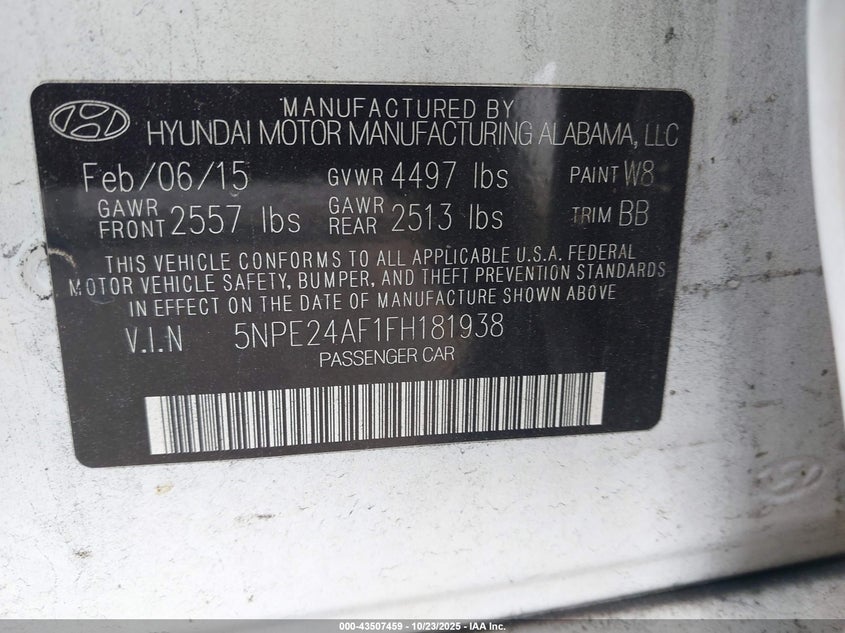 MANUFACTURED BY
HYUNDAI MOTOR MANUFACTURING ALABAMA, LLC
Feb/06/15 GVWR 4497 lbs PAINT W8
GAWR FRONT 2557 lbs GAWR REAR 2513 lbs TRIM BB
THIS VEHICLE CONFORMS TO ALL APPLICABLE U.S.A. FEDERAL
MOTOR VEHICLE SAFETY, BUMPER, AND THEFT PREVENTION STANDARDS
IN EFFECT ON THE DATE OF MANUFACTURE SHOWN ABOVE
V.I.N 5NPE24AF1FH181938
PASSENGER CAR
000-43507459 - 10/23/2025 - IAA Inc.